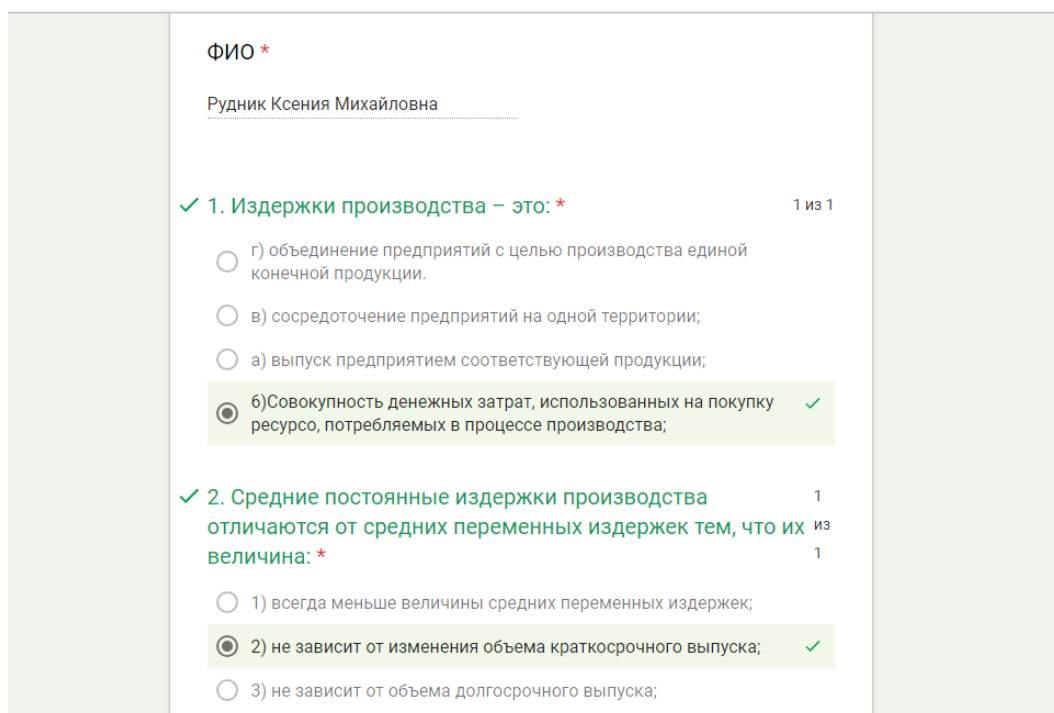 ФИО *
Рудник Ксения Михайловна
1. Издержки производства – это: * 1 из 1
г) объединение предприятий с целью производства единой
конечной продукции.
в) сосредоточение предприятий на одной территории;
а) выпуск предприятием соответствующей продукции;
6)Совокупность денежных затрат, использованных на покупку
ресурсо, потребляемых в процессе производства;
2. Средние постоянные издержки производства 1
отличаются от средних переменных издержек тем, что их из
величина: * 1
1) всегда меньше величины средних переменных издержек;
2) не зависит от изменения объема краткосрочного выпуска;
3) не зависит от объема долгосрочного выпуска;